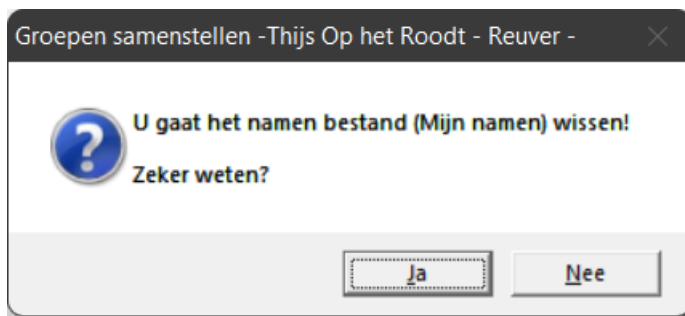 Groepen samenstellen -Thijs Op het Roodt - Reuver -
U gaat het namen bestand (Mijn namen) wissen!
Zeker weten?
Ja
Nee